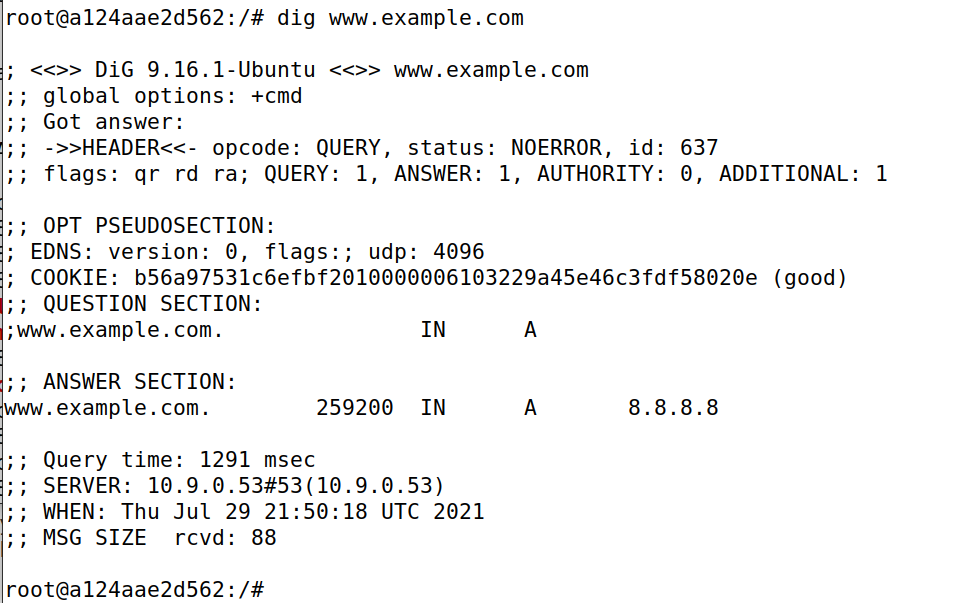 root@a124aae2d562:/# dig www.example.com
; <<>> DiG 9.16.1-Ubuntu <<>> www.example.com
;; global options: +cmd
;; Got answer:
;; ->>HEADER<<- opcode: QUERY, status: NOERROR, id: 637
;; flags: qr rd ra; QUERY: 1, ANSWER: 1, AUTHORITY: 0, ADDITIONAL: 1
;; OPT PSEUDOSECTION:
; EDNS: version: 0, flags:; udp: 4096
; COOKIE: b56a97531c6efbf2010000006103229a45e46c3fdf58020e (good)
;; QUESTION SECTION:
;www.example.com. IN A
;; ANSWER SECTION:
www.example.com. 259200 IN A 8.8.8.8
;; Query time: 1291 msec
;; SERVER: 10.9.0.53#53(10.9.0.53)
;; WHEN: Thu Jul 29 21:50:18 UTC 2021
;; MSG SIZE  rcvd: 88
root@a124aae2d562:/#